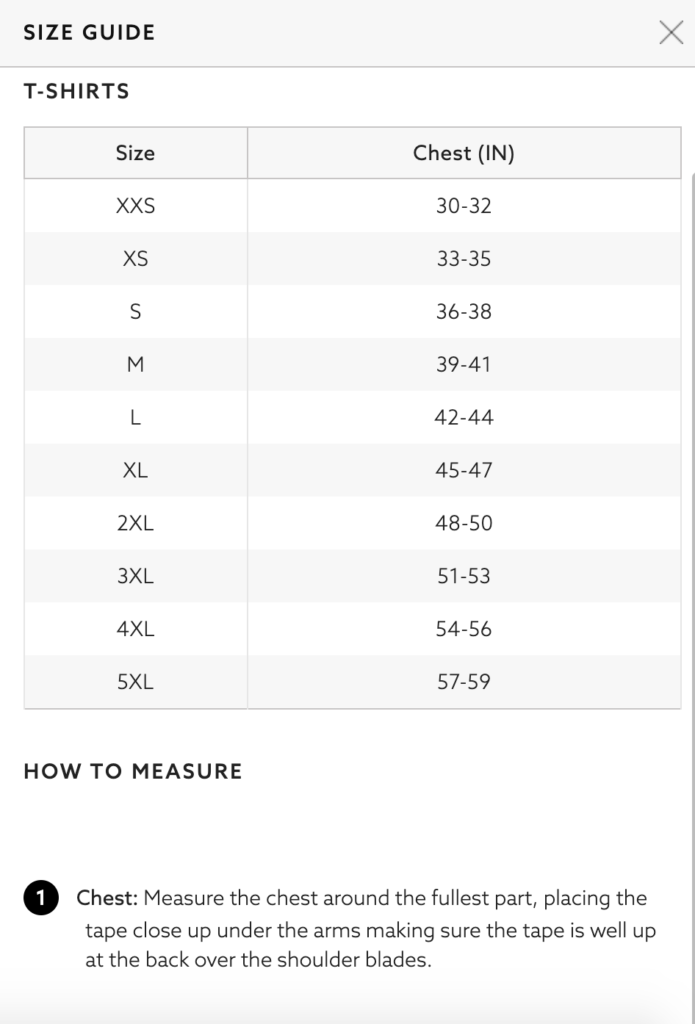 SIZE GUIDE
T-SHIRTS
Size Chest (IN)
XXS 30-32
XS 33-35
S 36-38
M 39-41
L 42-44
XL 45-47
2XL 48-50
3XL 51-53
4XL 54-56
5XL 57-59
HOW TO MEASURE
1 Chest: Measure the chest around the fullest part, placing the
tape close up under the arms making sure the tape is well up
at the back over the shoulder blades.